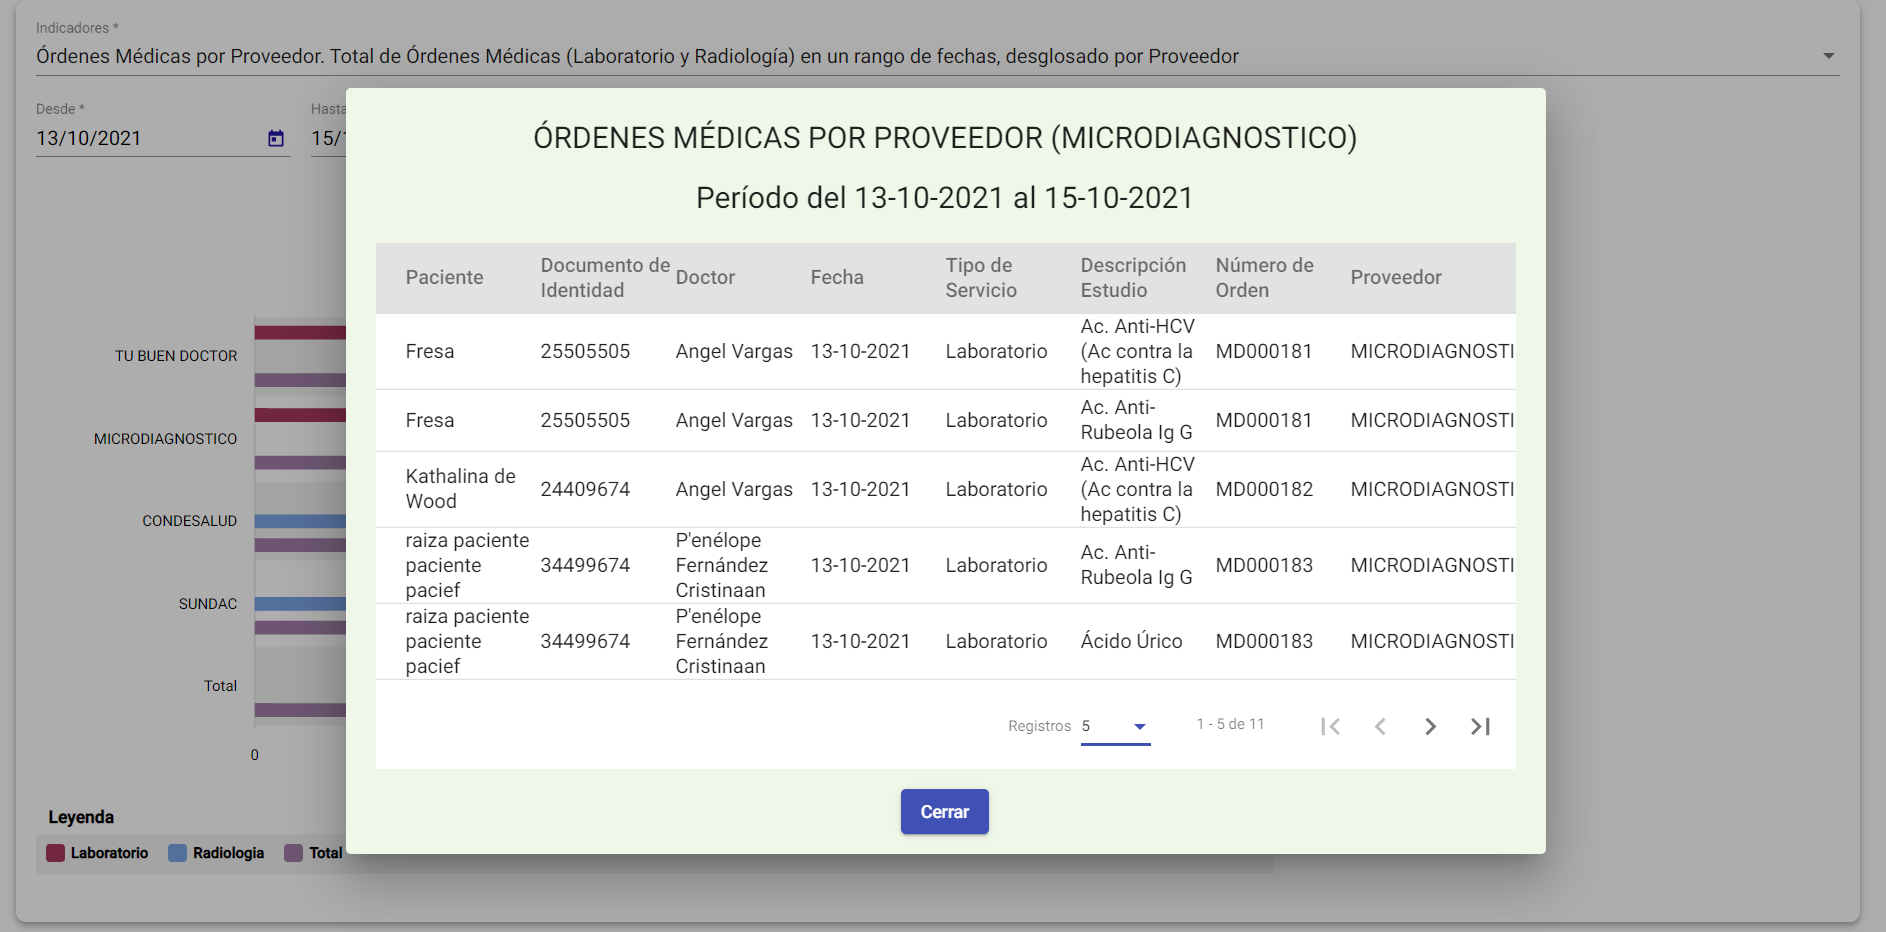 Indicadores *
Órdenes Médicas por Proveedor. Total de Órdenes Médicas (Laboratorio y Radiología) en un rango de fechas, desglosado por Proveedor
Desde *
13/10/2021
Hasta
15/1
ÓRDENES MÉDICAS POR PROVEEDOR (MICRODIAGNOSTICO)
Período del 13-10-2021 al 15-10-2021
Paciente Documento de Identidad Doctor Fecha Tipo de Servicio Descripción Estudio Número de Orden Proveedor
Fresa 25505505 Angel Vargas 13-10-2021 Laboratorio Ac. Anti-HCV (Ac contra la hepatitis C) MD000181 MICRODIAGNOSTI
Fresa 25505505 Angel Vargas 13-10-2021 Laboratorio Ac. Anti-Rubeola Ig G MD000181 MICRODIAGNOSTI
Kathalina de Wood 24409674 Angel Vargas 13-10-2021 Laboratorio Ac. Anti-HCV (Ac contra la hepatitis C) MD000182 MICRODIAGNOSTI
raiza paciente paciente pacief 34499674 P'enélope Fernández Cristinaan 13-10-2021 Laboratorio Ac. Anti-Rubeola Ig G MD000183 MICRODIAGNOSTI
raiza paciente paciente pacief 34499674 P'enélope Fernández Cristinaan 13-10-2021 Laboratorio Ácido Úrico MD000183 MICRODIAGNOSTI
Registros 5 1 - 5 de 11
Cerrar
TU BUEN DOCTOR
MICRODIAGNOSTICO
CONDESALUD
SUNDAC
Total
0
Leyenda
Laboratorio Radiologia Total